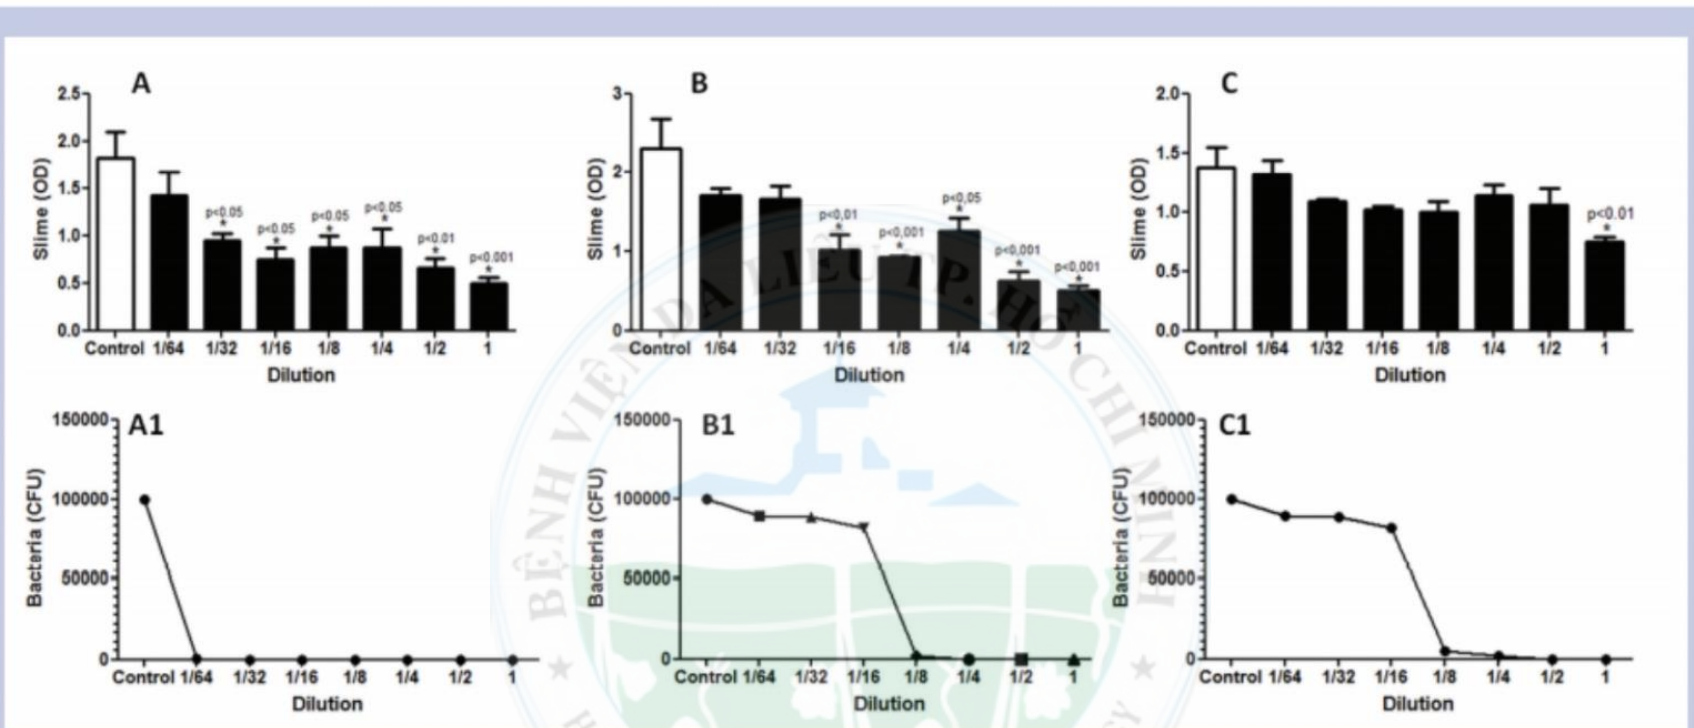 A
Slime (OD)
2.5
2.0
1.5
1.0
0.5
0.0
p<0.05
*
p<0.05
*
p<0.05
*
p<0.05
*
p<0.01
*
p<0.001
*
Control 1/64 1/32 1/16 1/8 1/4 1/2 1
Dilution
B
Slime (OD)
3
2
1
0
p<0,01
*
p<0,001
*
p<0,05
*
p<0,001
*
p<0,001
*
Control 1/64 1/32 1/16 1/8 1/4 1/2 1
Dilution
C
Slime (OD)
2.0
1.5
1.0
0.5
0.0
p<0.01
*
Control 1/64 1/32 1/16 1/8 1/4 1/2 1
Dilution
A1
Bacteria (CFU)
150000
100000
50000
0
Control 1/64 1/32 1/16 1/8 1/4 1/2 1
Dilution
B1
Bacteria (CFU)
150000
100000
50000
0
Control 1/64 1/32 1/16 1/8 1/4 1/2 1
Dilution
C1
Bacteria (CFU)
150000
100000
50000
0
Control 1/64 1/32 1/16 1/8 1/4 1/2 1
Dilution
BỆNH VIỆN DA LIỄU TP. HỒ CHÍ MINH